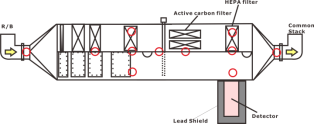 HEPA filter
Active carbon filter
R/B
Common
Stack
Detector
Lead Shield